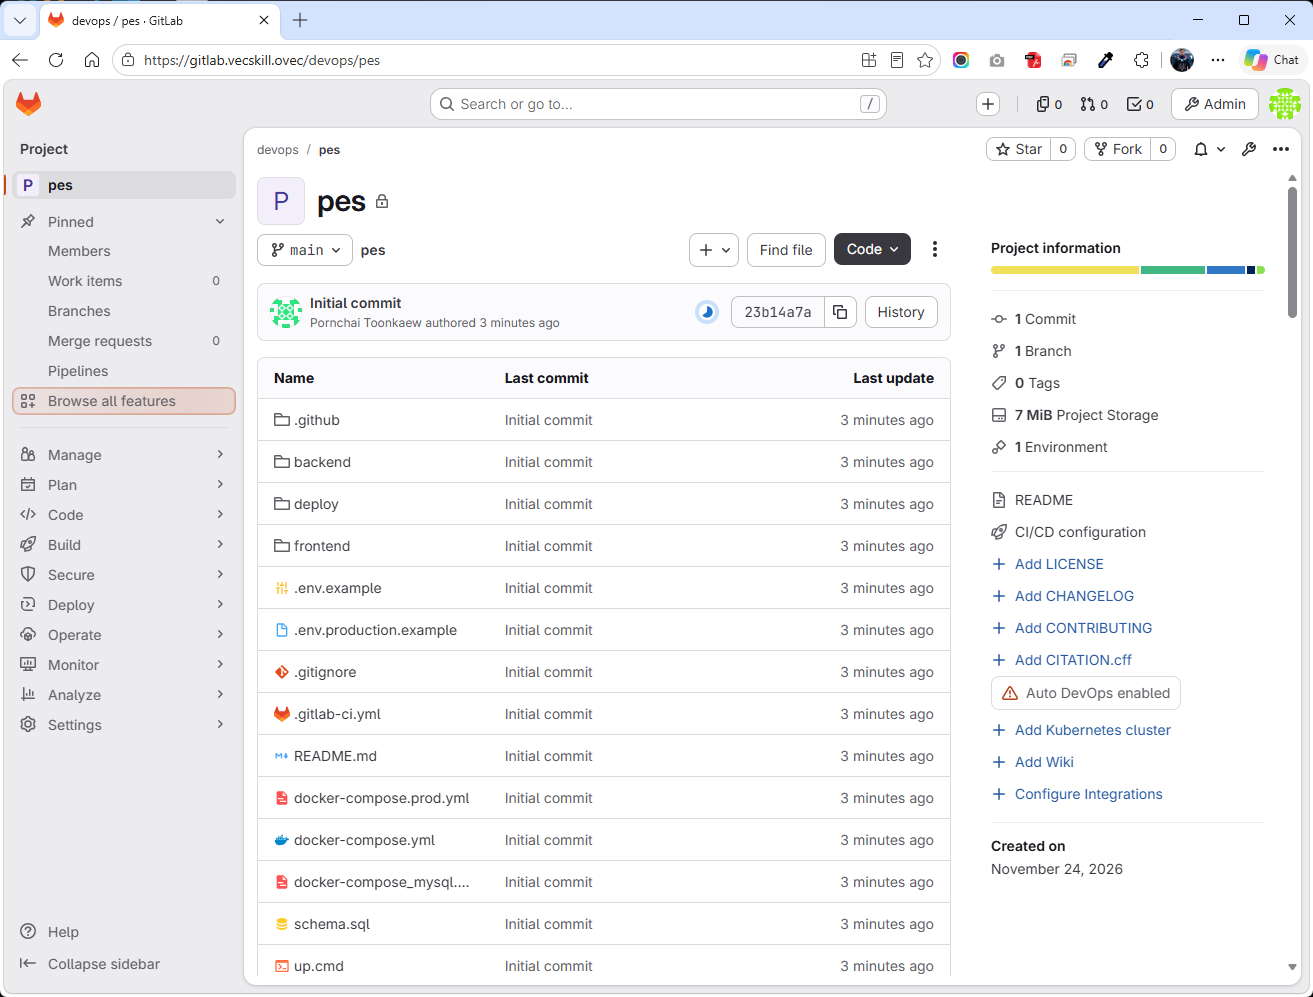 devops / pes · GitLab
https://gitlab.vecskill.ovec/devops/pes
Chat
Search or go to...
/
0
0
0
Admin
Project
P pes
Pinned
Members
Work items 0
Branches
Merge requests 0
Pipelines
Browse all features
Manage
Plan
Code
Build
Secure
Deploy
Operate
Monitor
Analyze
Settings
Help
Collapse sidebar
devops / pes
Star 0
Fork 0
P pes
main
pes
Find file
Code
Initial commit
Pornchai Toonkaew authored 3 minutes ago
23b14a7a
History
Name Last commit Last update
.github Initial commit 3 minutes ago
backend Initial commit 3 minutes ago
deploy Initial commit 3 minutes ago
frontend Initial commit 3 minutes ago
.env.example Initial commit 3 minutes ago
.env.production.example Initial commit 3 minutes ago
.gitignore Initial commit 3 minutes ago
.gitlab-ci.yml Initial commit 3 minutes ago
README.md Initial commit 3 minutes ago
docker-compose.prod.yml Initial commit 3 minutes ago
docker-compose.yml Initial commit 3 minutes ago
docker-compose_mysql.... Initial commit 3 minutes ago
schema.sql Initial commit 3 minutes ago
up.cmd Initial commit 3 minutes ago
Project information
1 Commit
1 Branch
0 Tags
7 MiB Project Storage
1 Environment
README
CI/CD configuration
Add LICENSE
Add CHANGELOG
Add CONTRIBUTING
Add CITATION.cff
Auto DevOps enabled
Add Kubernetes cluster
Add Wiki
Configure Integrations
Created on
November 24, 2026